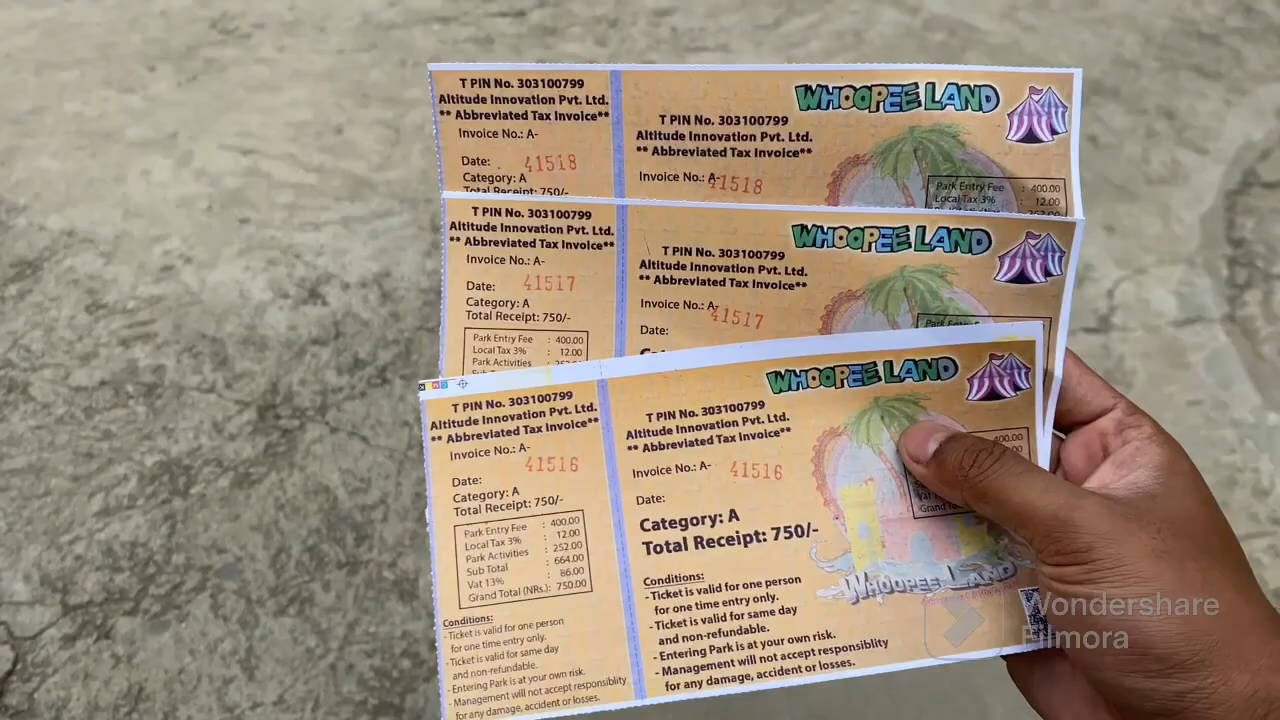 T PIN No. 303100799
Altitude Innovation Pvt. Ltd.
** Abbreviated Tax Invoice**
Invoice No.: A-
41518
Date:
Category: A
Total Receipt: 750/-
WHOOPEE LAND
T PIN No. 303100799
Altitude Innovation Pvt. Ltd.
** Abbreviated Tax Invoice**
Invoice No.: A-
41518
Park Entry Fee : 400.00
Local Tax 3% : 12.00
T PIN No. 303100799
Altitude Innovation Pvt. Ltd.
** Abbreviated Tax Invoice**
Invoice No.: A-
41517
Date:
Category: A
Total Receipt: 750/-
Park Entry Fee : 400.00
Local Tax 3% : 12.00
Park Activities
WHOOPEE LAND
T PIN No. 303100799
Altitude Innovation Pvt. Ltd.
** Abbreviated Tax Invoice**
Invoice No.: A-
41517
Date:
Park Entry Fee
T PIN No. 303100799
Altitude Innovation Pvt. Ltd.
** Abbreviated Tax Invoice**
Invoice No.: A-
41516
Date:
Category: A
Total Receipt: 750/-
Park Entry Fee : 400.00
Local Tax 3% : 12.00
Park Activities : 252.00
Sub Total : 664.00
Vat 13% : 86.00
Grand Total (NRs.): 750.00
Conditions:
- Ticket is valid for one person
for one time entry only.
- Ticket is valid for same day
and non-refundable.
- Entering Park is at your own risk.
- Management will not accept responsiblity
for any damage, accident or losses.
WHOOPEE LAND
T PIN No. 303100799
Altitude Innovation Pvt. Ltd.
** Abbreviated Tax Invoice**
Invoice No.: A-
41516
Date:
400.00
Category: A
Total Receipt: 750/-
WHOOPEE LAND
Conditions:
- Ticket is valid for one person
for one time entry only.
- Ticket is valid for same day
and non-refundable.
- Entering Park is at your own risk.
- Management will not accept responsiblity
for any damage, accident or losses.
Wondershare
Filmora